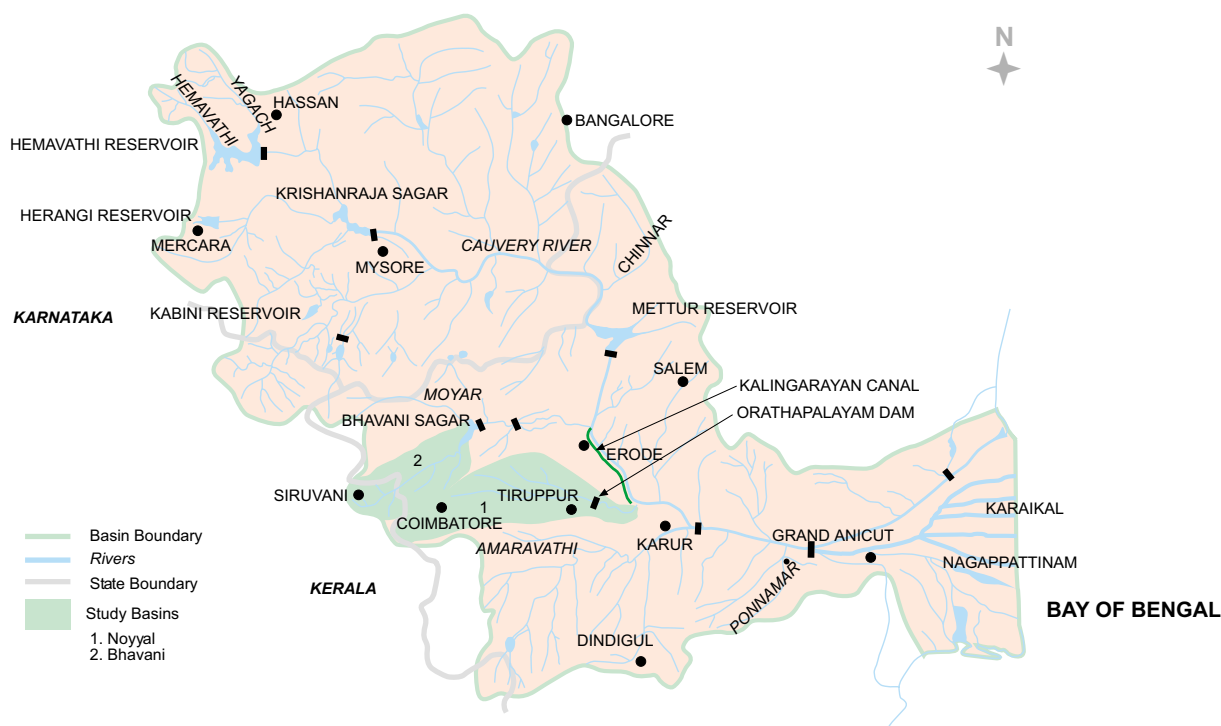 N
HEMAVATHI
YAGACH
HASSAN
BANGALORE
HEMAVATHI RESERVOIR
KRISHANRAJA SAGAR
HERANGI RESERVOIR
MERCARA
CAUVERY RIVER
CHINNAR
MYSORE
KARNATAKA
KABINI RESERVOIR
METTUR RESERVOIR
SALEM
KALINGARAYAN CANAL
MOYAR
ORATHAPALAYAM DAM
BHAVANI SAGAR
ERODE
2
SIRUVANI
TIRUPPUR
1
COIMBATORE
KARAIKAL
AMARAVATHI
KARUR
GRAND ANICUT
NAGAPPATTINAM
KERALA
PONNAMAR
BAY OF BENGAL
DINDIGUL
Basin Boundary
Rivers
State Boundary
Study Basins
1. Noyyal
2. Bhavani